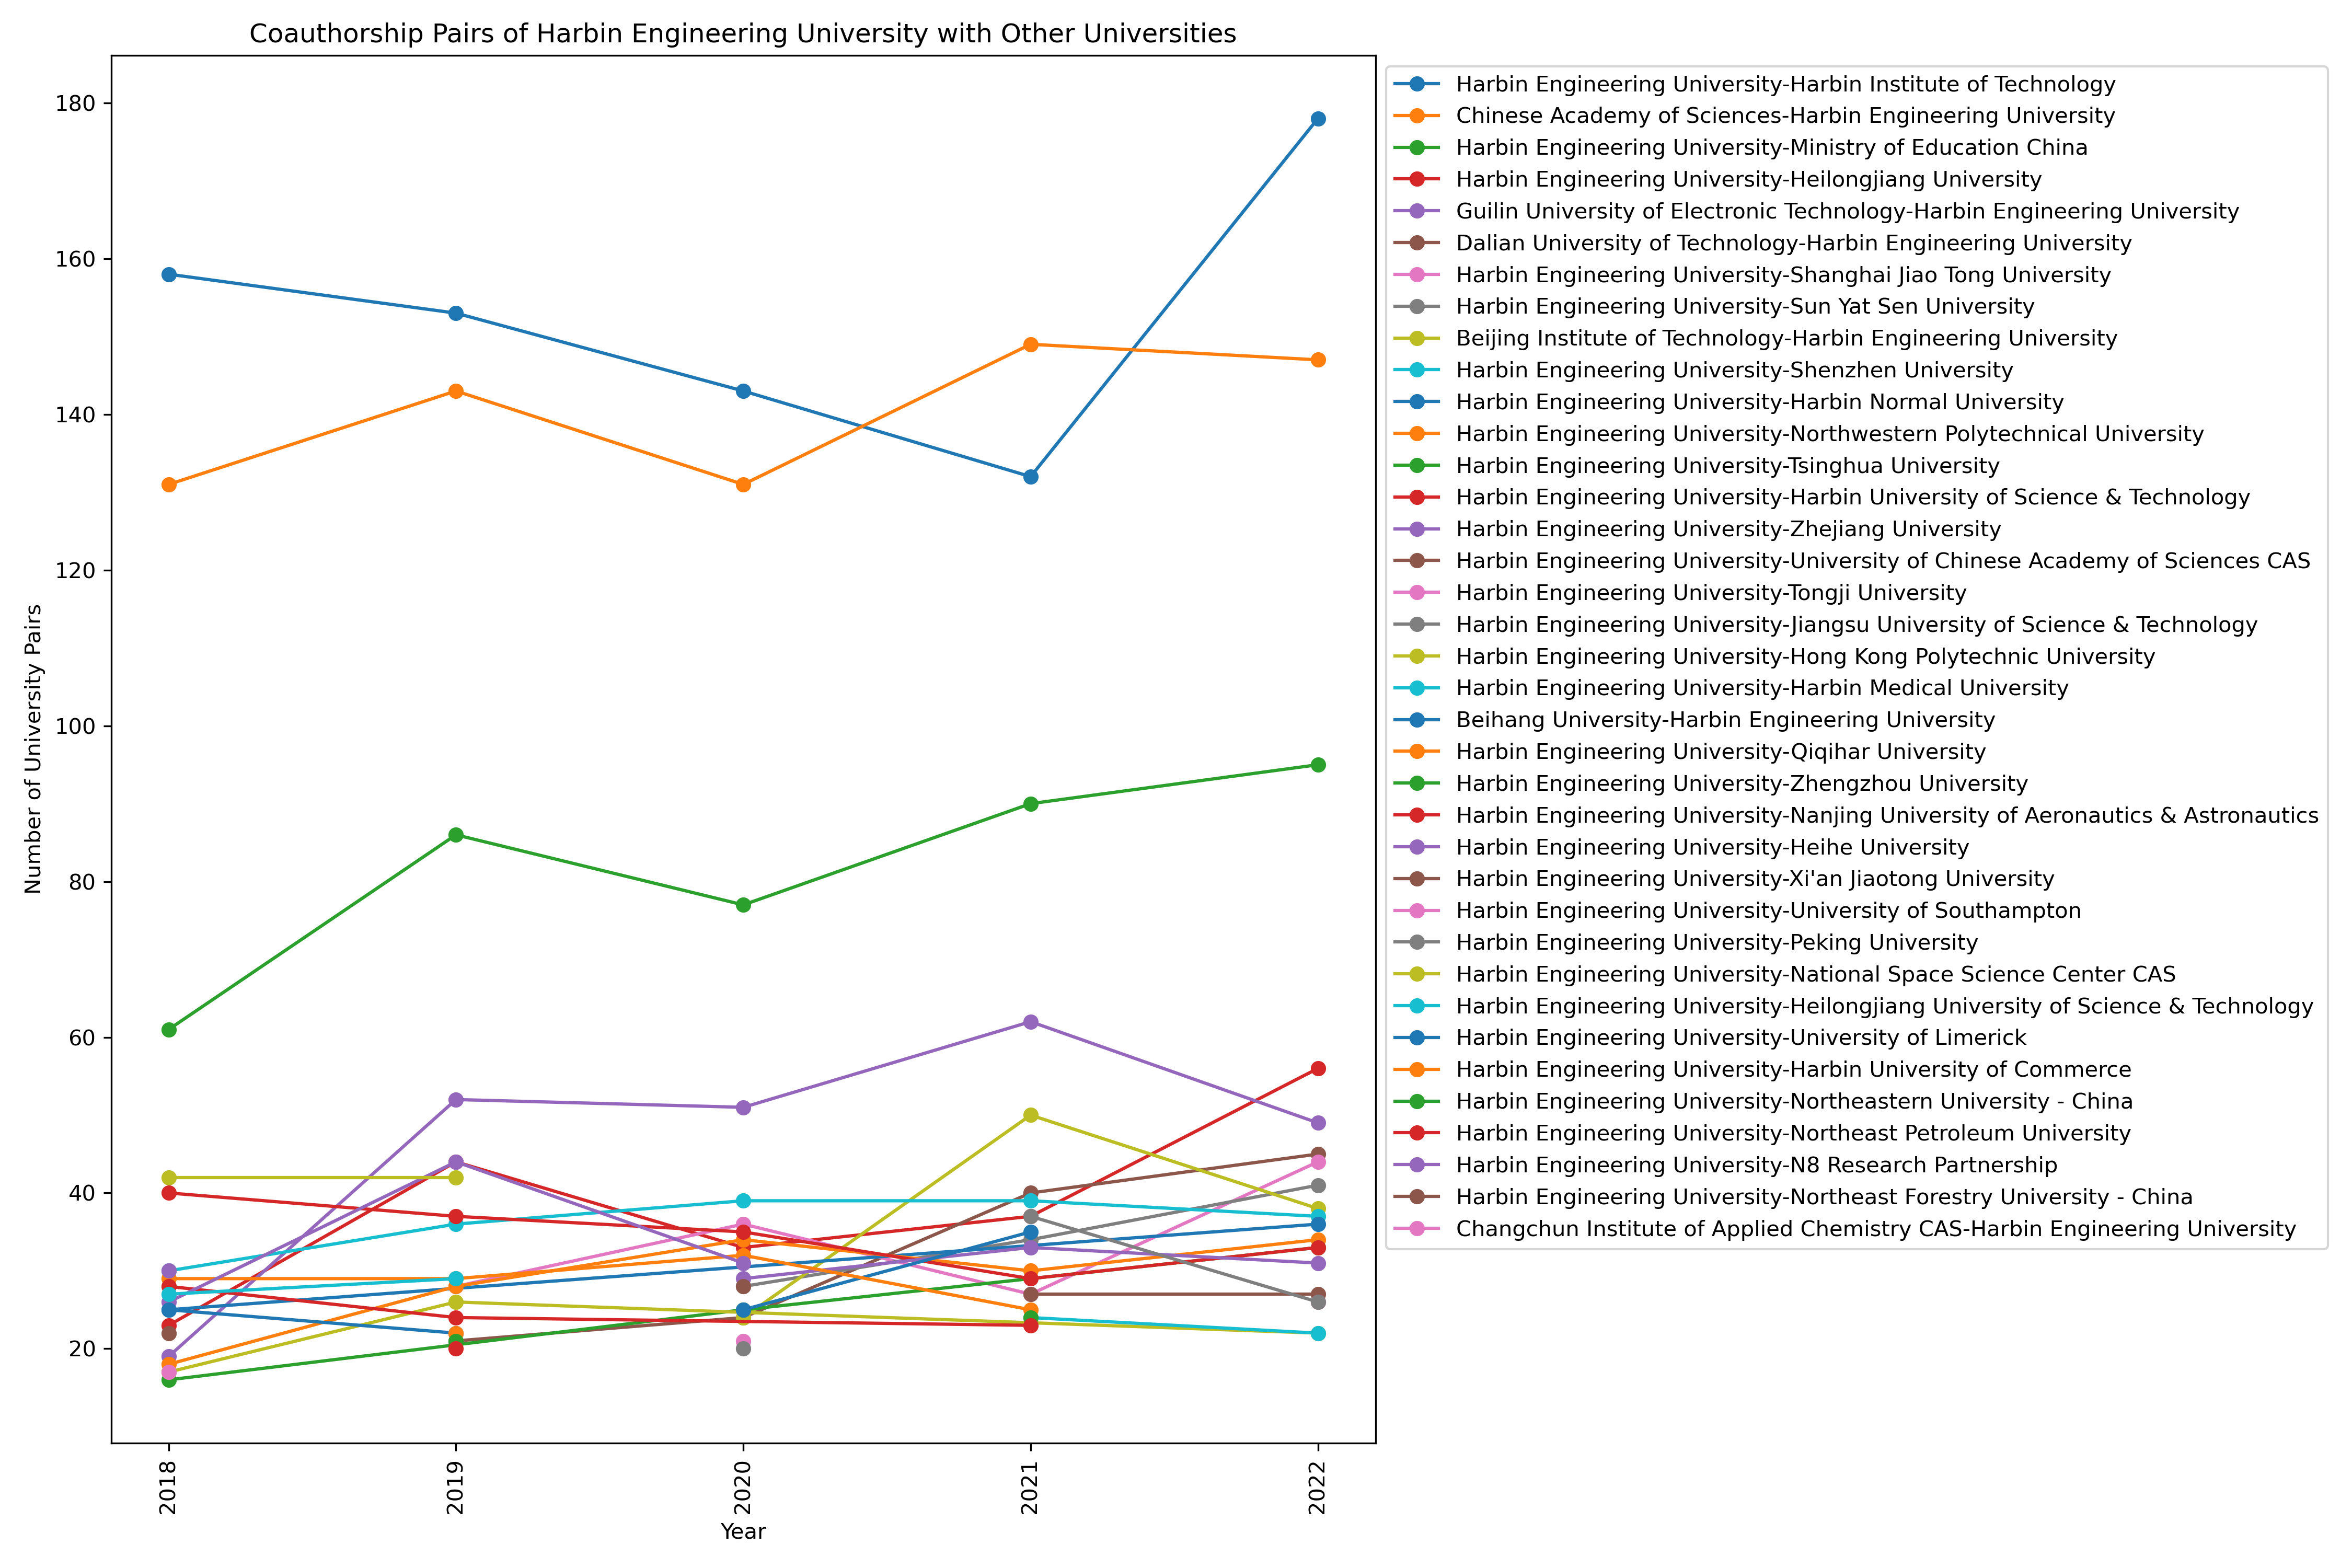 Coauthorship Pairs of Harbin Engineering University with Other Universities
180
160
140
120
100
80
60
40
20
Number of University Pairs
2018
2019
2020
2021
2022
Year
Harbin Engineering University-Harbin Institute of Technology
Chinese Academy of Sciences-Harbin Engineering University
Harbin Engineering University-Ministry of Education China
Harbin Engineering University-Heilongjiang University
Guilin University of Electronic Technology-Harbin Engineering University
Dalian University of Technology-Harbin Engineering University
Harbin Engineering University-Shanghai Jiao Tong University
Harbin Engineering University-Sun Yat Sen University
Beijing Institute of Technology-Harbin Engineering University
Harbin Engineering University-Shenzhen University
Harbin Engineering University-Harbin Normal University
Harbin Engineering University-Northwestern Polytechnical University
Harbin Engineering University-Tsinghua University
Harbin Engineering University-Harbin University of Science & Technology
Harbin Engineering University-Zhejiang University
Harbin Engineering University-University of Chinese Academy of Sciences CAS
Harbin Engineering University-Tongji University
Harbin Engineering University-Jiangsu University of Science & Technology
Harbin Engineering University-Hong Kong Polytechnic University
Harbin Engineering University-Harbin Medical University
Beihang University-Harbin Engineering University
Harbin Engineering University-Qiqihar University
Harbin Engineering University-Zhengzhou University
Harbin Engineering University-Nanjing University of Aeronautics & Astronautics
Harbin Engineering University-Heihe University
Harbin Engineering University-Xi'an Jiaotong University
Harbin Engineering University-University of Southampton
Harbin Engineering University-Peking University
Harbin Engineering University-National Space Science Center CAS
Harbin Engineering University-Heilongjiang University of Science & Technology
Harbin Engineering University-University of Limerick
Harbin Engineering University-Harbin University of Commerce
Harbin Engineering University-Northeastern University - China
Harbin Engineering University-Northeast Petroleum University
Harbin Engineering University-N8 Research Partnership
Harbin Engineering University-Northeast Forestry University - China
Changchun Institute of Applied Chemistry CAS-Harbin Engineering University